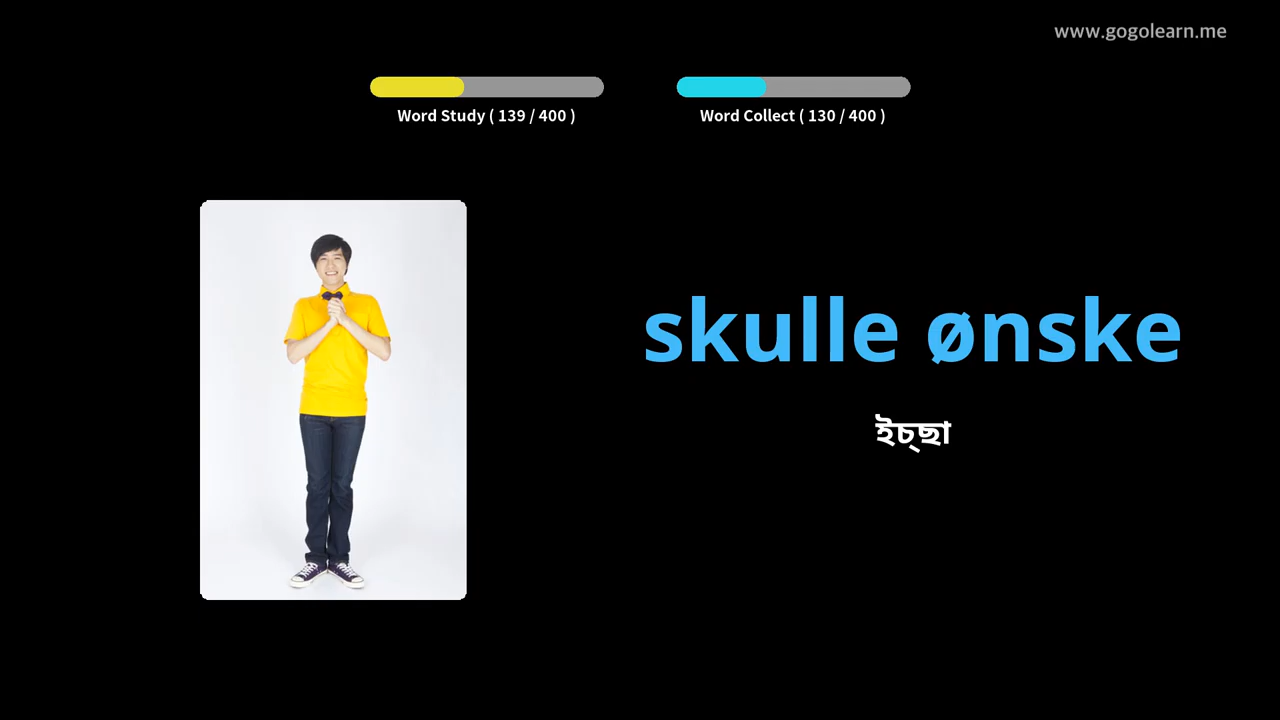 www.gogolearn.me
Word Study ( 139 / 400 )
Word Collect ( 130 / 400 )
skulle ønske
ইচ্ছা